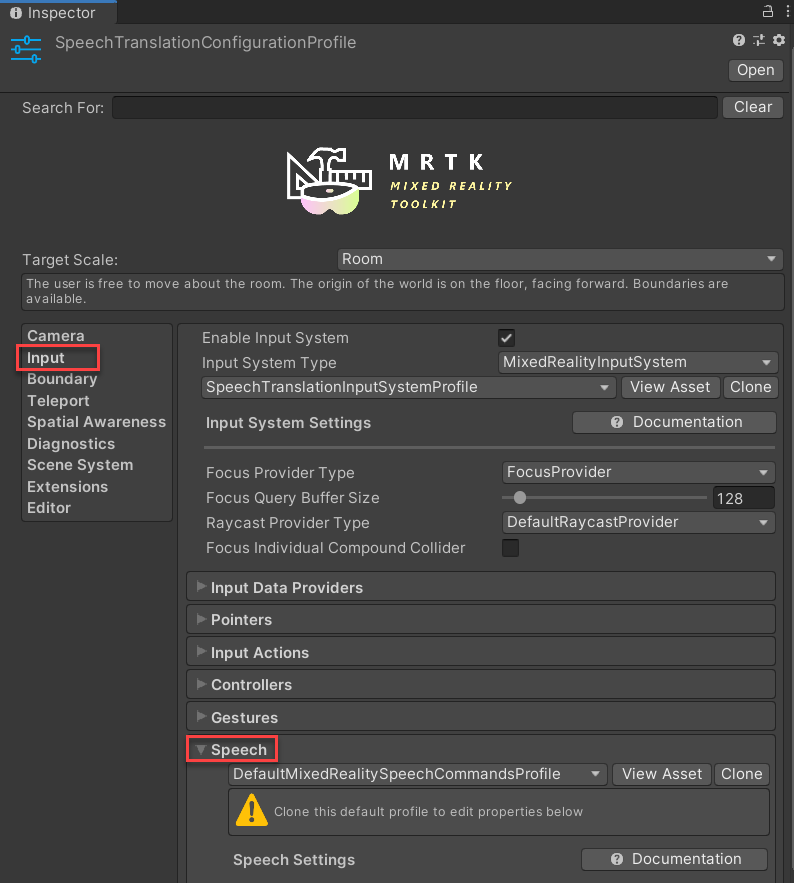 Inspector
SpeechTranslationConfigurationProfile
Open
Search For:
Clear
MRTK
MIXED REALITY
TOOLKIT
Target Scale:
Room
The user is free to move about the room. The origin of the world is on the floor, facing forward. Boundaries are
available.
Camera
Input
Boundary
Teleport
Spatial Awareness
Diagnostics
Scene System
Extensions
Editor
Enable Input System
Input System Type
MixedRealityInputSystem
SpeechTranslationInputSystemProfile
View Asset
Clone
Input System Settings
Documentation
Focus Provider Type
FocusProvider
Focus Query Buffer Size
128
Raycast Provider Type
DefaultRaycastProvider
Focus Individual Compound Collider
Input Data Providers
Pointers
Input Actions
Controllers
Gestures
Speech
DefaultMixedRealitySpeechCommandsProfile
View Asset
Clone
Clone this default profile to edit properties below
Speech Settings
Documentation